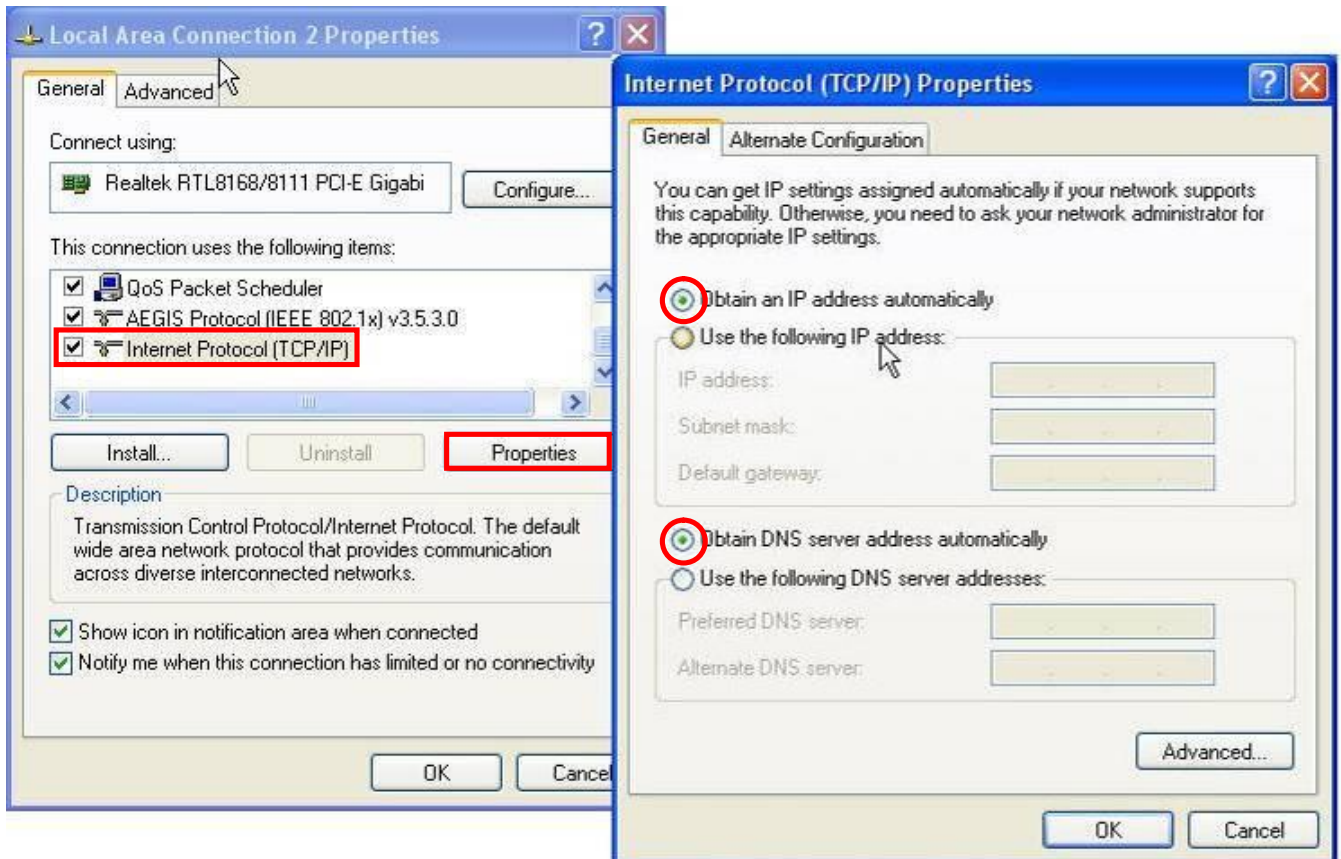 Local Area Connection 2 Properties
General
Advanced
Connect using:
Realtek RTL8168/8111 PCI-E Gigabi
Configure...
This connection uses the following items:
QoS Packet Scheduler
AEGIS Protocol (IEEE 802.1x) v3.5.3.0
Internet Protocol (TCP/IP)
Install...
Uninstall
Properties
Description
Transmission Control Protocol/Internet Protocol. The default
wide area network protocol that provides communication
across diverse interconnected networks.
Show icon in notification area when connected
Notify me when this connection has limited or no connectivity
OK
Cancel
Internet Protocol (TCP/IP) Properties
General
Alternate Configuration
You can get IP settings assigned automatically if your network supports
this capability. Otherwise, you need to ask your network administrator for
the appropriate IP settings.
Obtain an IP address automatically
Use the following IP address:
IP address:
Subnet mask:
Default gateway:
Obtain DNS server address automatically
Use the following DNS server addresses:
Preferred DNS server:
Alternate DNS server:
Advanced...
OK
Cancel